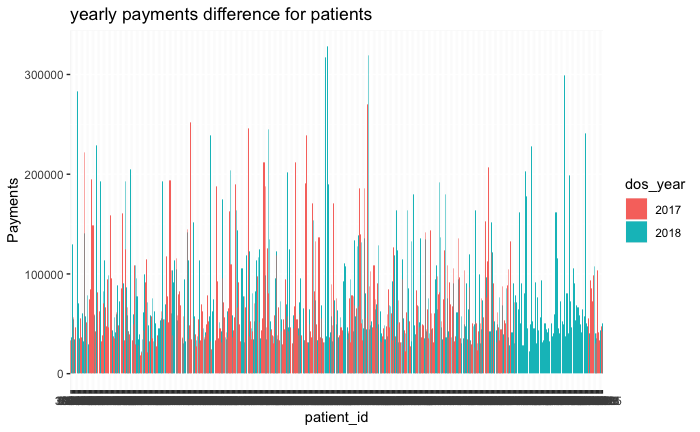 yearly payments difference for patients
Payments
300000
200000
100000
0
patient_id
dos_year
2017
2018